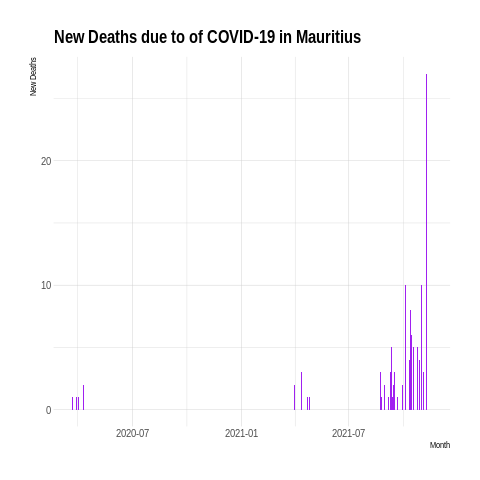 New Deaths due to of COVID-19 in Mauritius
New Deaths
20
10
0
2020-07 2021-01 2021-07
Month